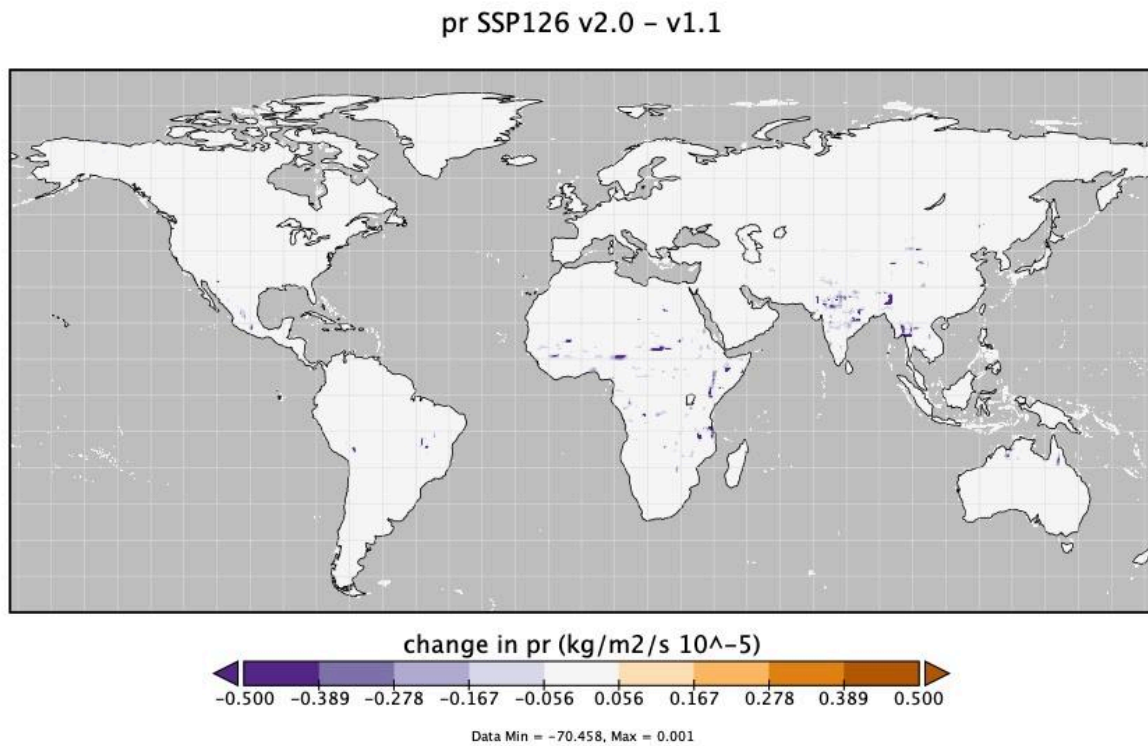 pr SSP126 v2.0 – v1.1
change in pr (kg/m2/s 10^-5)
-0.500 -0.389 -0.278 -0.167 -0.056 0.056 0.167 0.278 0.389 0.500
Data Min = -70.458, Max = 0.001